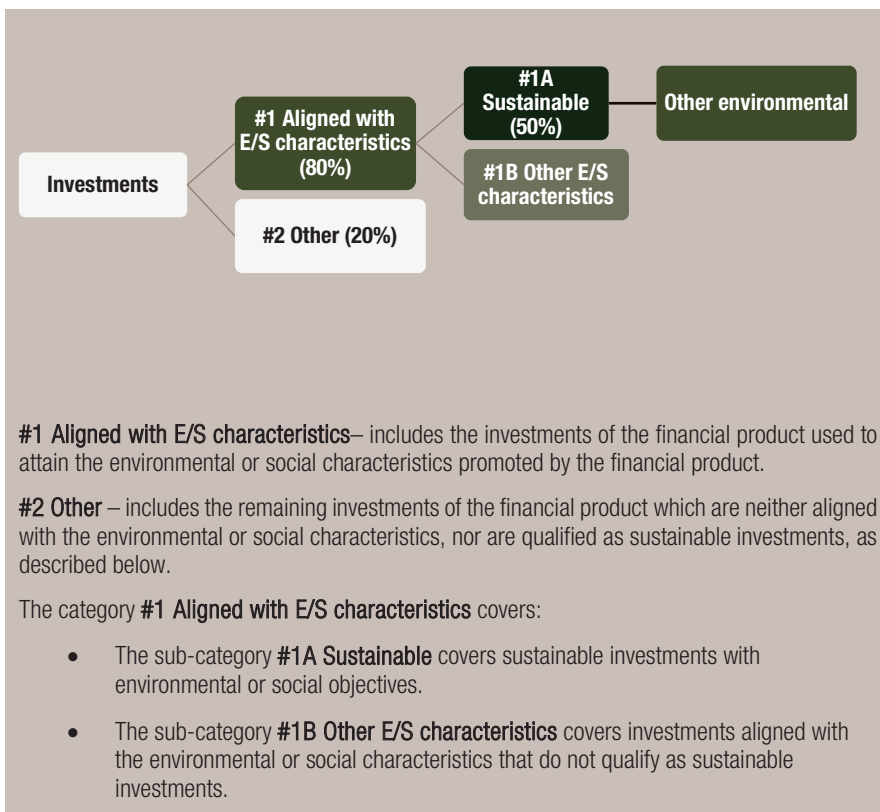 #1A
Sustainable
(50%)
Other environmental
#1 Aligned with
E/S characteristics
(80%)
#1B Other E/S
characteristics
Investments
#2 Other (20%)
#1 Aligned with E/S characteristics– includes the investments of the financial product used to
attain the environmental or social characteristics promoted by the financial product.
#2 Other – includes the remaining investments of the financial product which are neither aligned
with the environmental or social characteristics, nor are qualified as sustainable investments, as
described below.
The category #1 Aligned with E/S characteristics covers:
• The sub-category #1A Sustainable covers sustainable investments with
environmental or social objectives.
• The sub-category #1B Other E/S characteristics covers investments aligned with
the environmental or social characteristics that do not qualify as sustainable
investments.